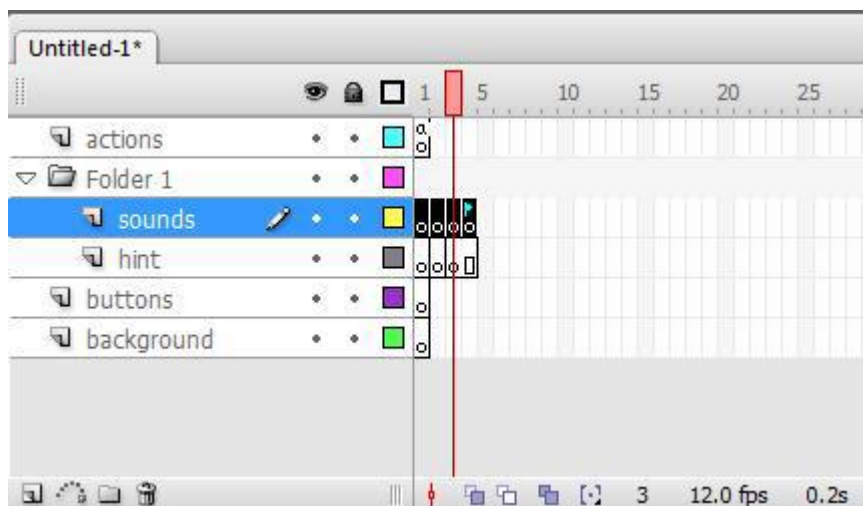 Untitled-1*
1 5 10 15 20 25
actions
a
Folder 1
sounds
hint
buttons
background
3 12.0 fps 0.2s